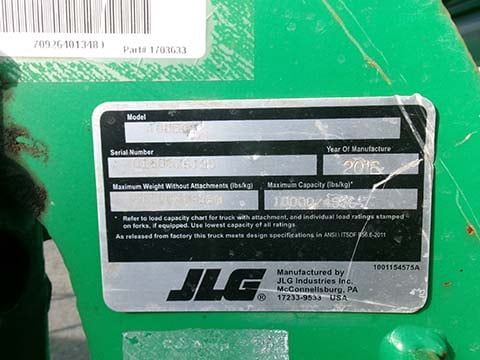 70926401348 Part# 1703633
Model
Serial Number Year Of Manufacture
2015
Maximum Weight Without Attachments (lbs/kg) Maximum Capacity (lbs/kg)*
10000/
* Refer to load capacity chart for truck with attachment, and individual load ratings stamped
on forks, if equipped. Use lowest capacity of all ratings.
As released from factory this truck meets design specifications in ANSI / ITSDF B56.6-2011
JLG® Manufactured by
JLG Industries Inc.
McConnellsburg, PA
17233-9533 USA
1001154575A